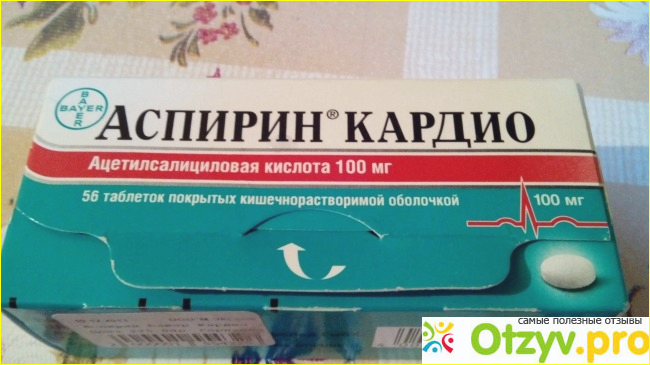 BAYER
BAYER
АСПИРИН® КАРДИО
Ацетилсалициловая кислота 100 мг
56 таблеток покрытых кишечнорастворимой оболочкой
100 мг
самые полезные отзывы
Otzyv.pro